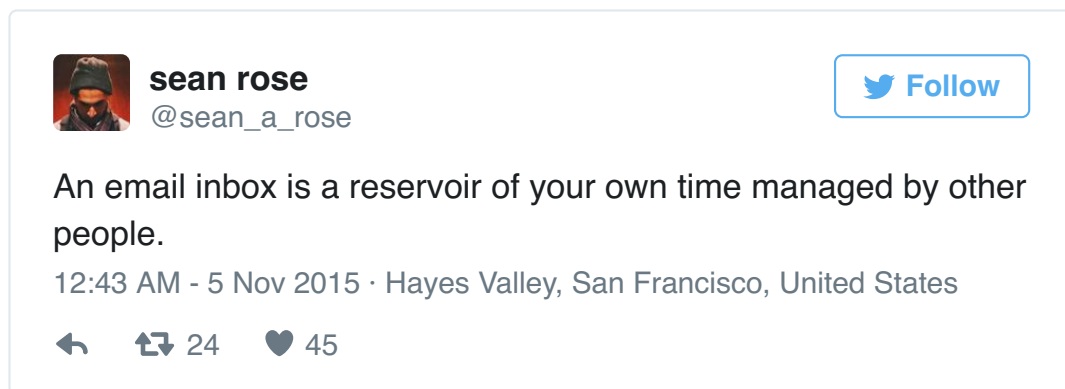 sean rose
Follow
@sean_a_rose
An email inbox is a reservoir of your own time managed by other
people.
12:43 AM - 5 Nov 2015 · Hayes Valley, San Francisco, United States
24 45